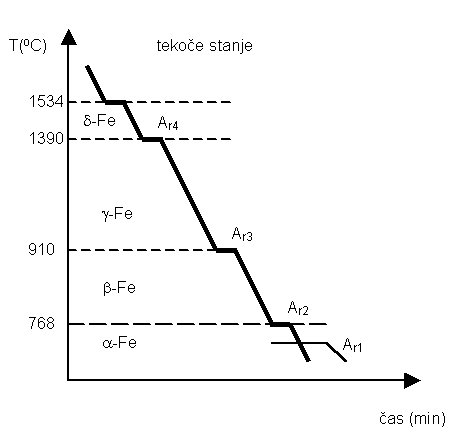 T(ºC)
tekoče stanje
1534
δ-Fe
Ar4
1390
γ-Fe
Ar3
910
β-Fe
Ar2
768
α-Fe
Ar1
čas (min)